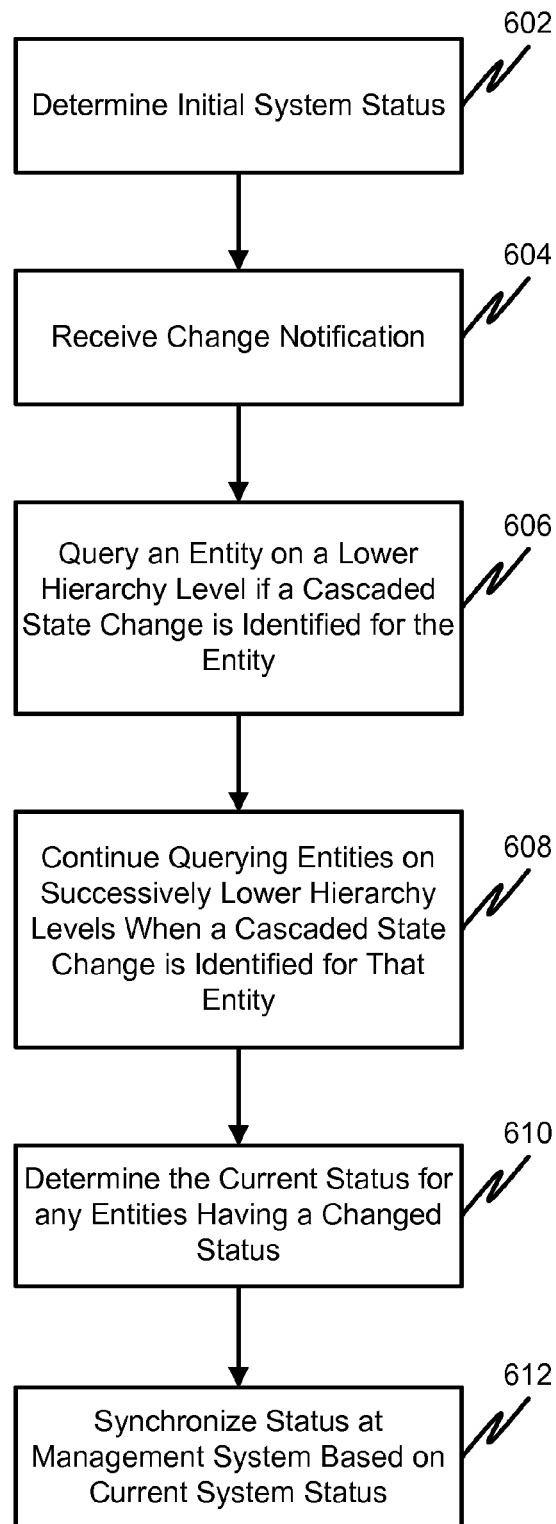 602
Determine Initial System Status
604
Receive Change Notification
606
Query an Entity on a Lower
Hierarchy Level if a Cascaded
State Change is Identified for the
Entity
608
Continue Querying Entities on
Successively Lower Hierarchy
Levels When a Cascaded State
Change is Identified for That
Entity
610
Determine the Current Status for
any Entities Having a Changed
Status
612
Synchronize Status at
Management System Based on
Current System Status